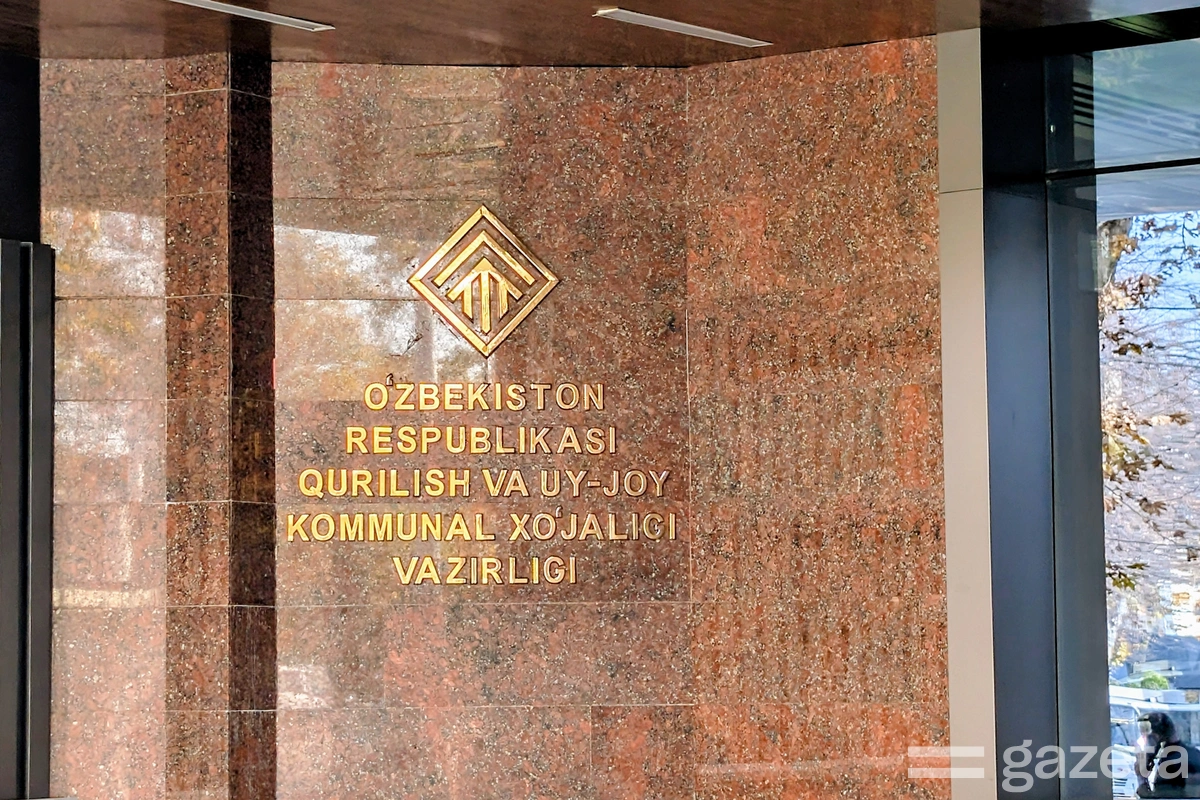 OʻZBEKISTON
RESPUBLIKASI
QURILISH VA UY-JOY
KOMMUNAL XOʻJALIGI
VAZIRLIGI
gazeta